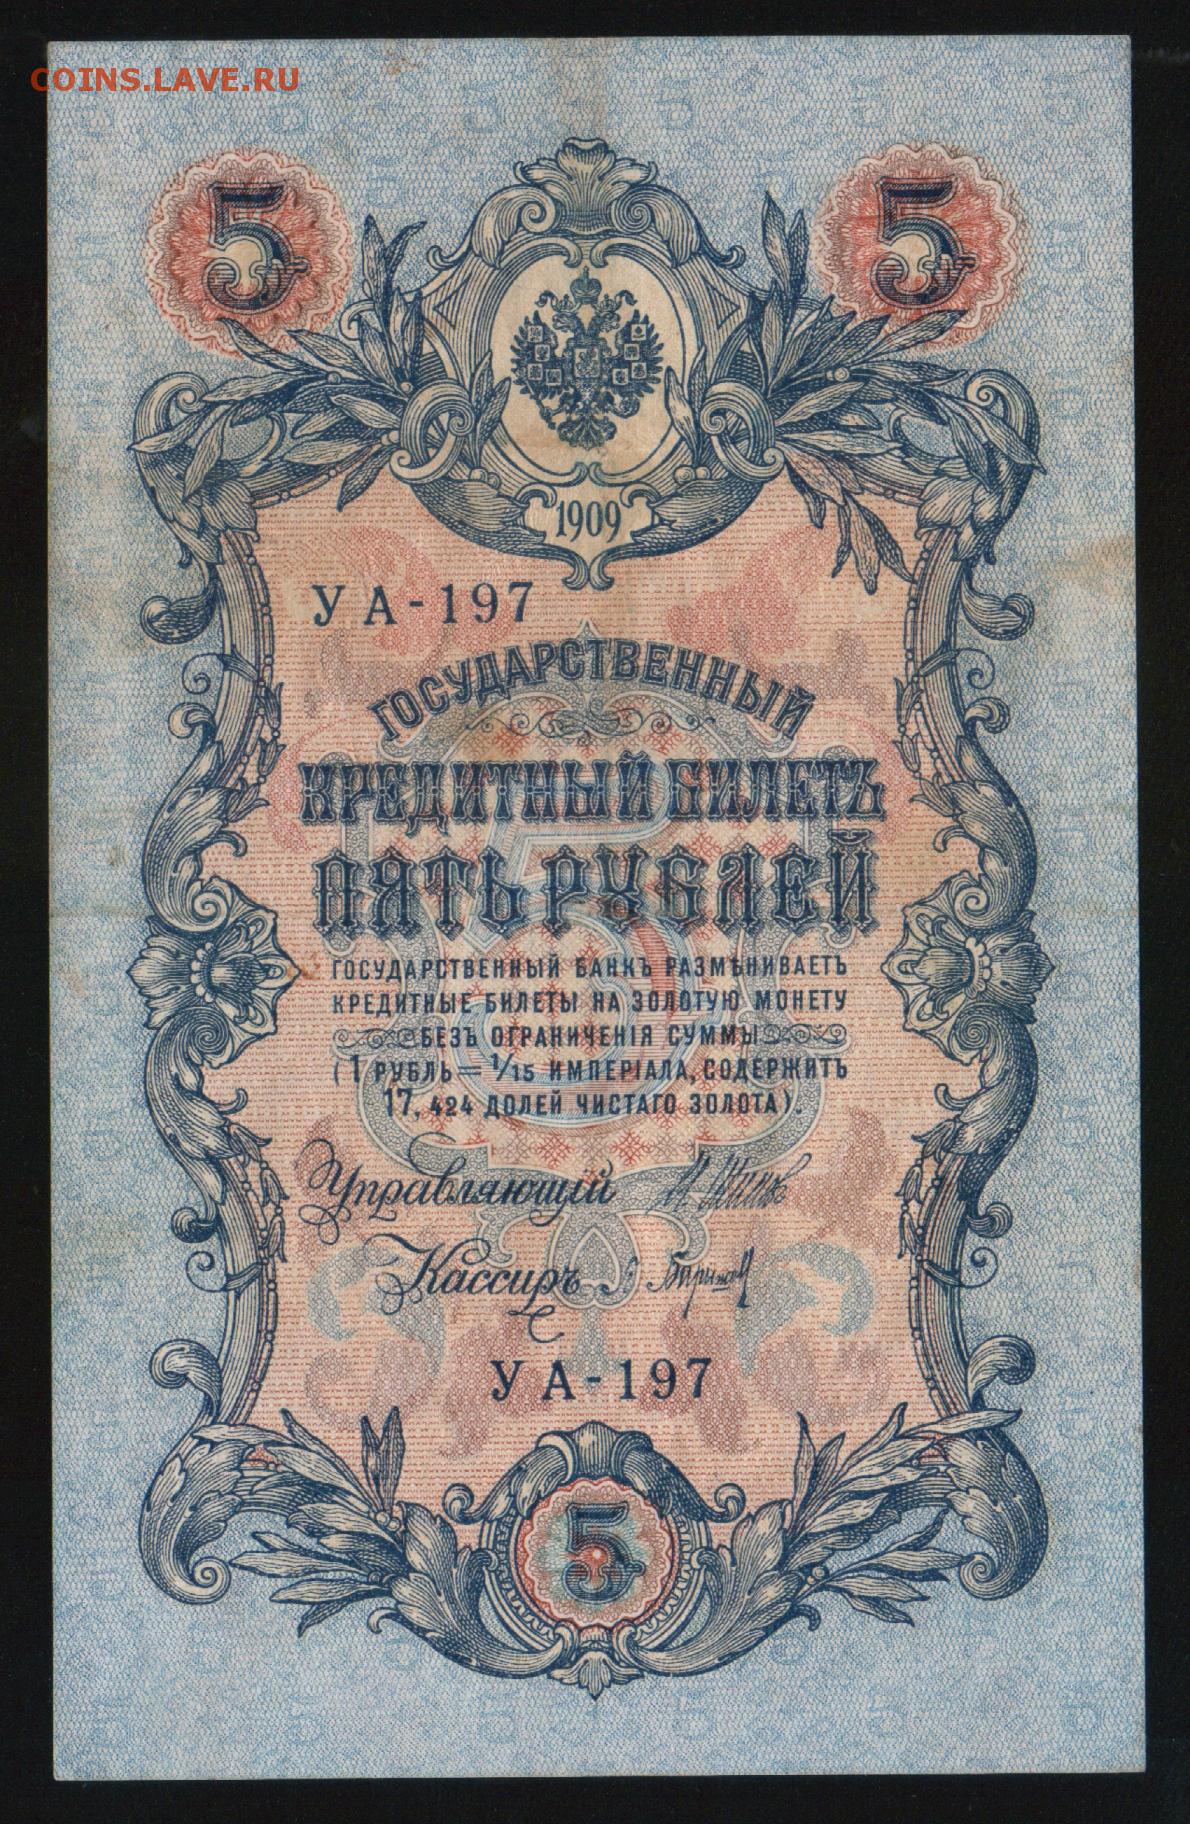 COINS.LAVE.RU
5 5
1909
УА-197
ГОСУДАРСТВЕННЫЙ
КРЕДИТНЫЙ БИЛЕТЪ
ПЯТЬ РУБЛЕЙ
ГОСУДАРСТВЕННЫЙ БАНКЪ РАЗМѢНИВАЕТЪ
КРЕДИТНЫЕ БИЛЕТЫ НА ЗОЛОТУЮ МОНЕТУ
БЕЗЪ ОГРАНИЧЕНІЯ СУММЫ
(1 РУБЛЬ = 1/15 ИМПЕРІАЛА, СОДЕРЖИТЪ
17,424 ДОЛЕЙ ЧИСТАГО ЗОЛОТА).
Управляющій
Кассиръ
УА-197
5